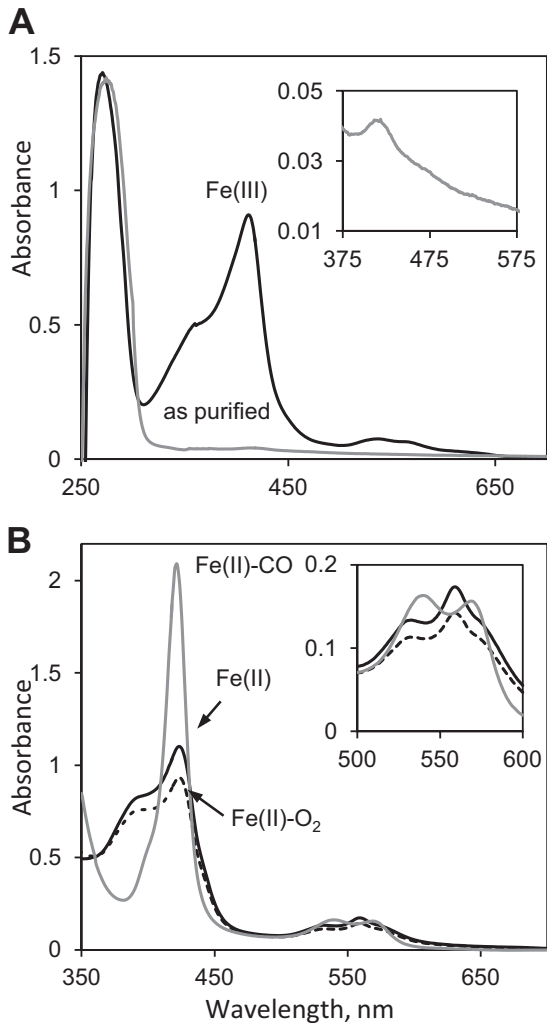 A
1.5
1
0.5
0
Absorbance
Fe(III)
as purified
250
450
650
0.05
0.03
0.01
375
475
575
B
2
1.5
1
0.5
0
Absorbance
Fe(II)-CO
Fe(II)
Fe(II)-O₂
0.2
0.1
0
500
550
600
350
450
550
650
Wavelength, nm